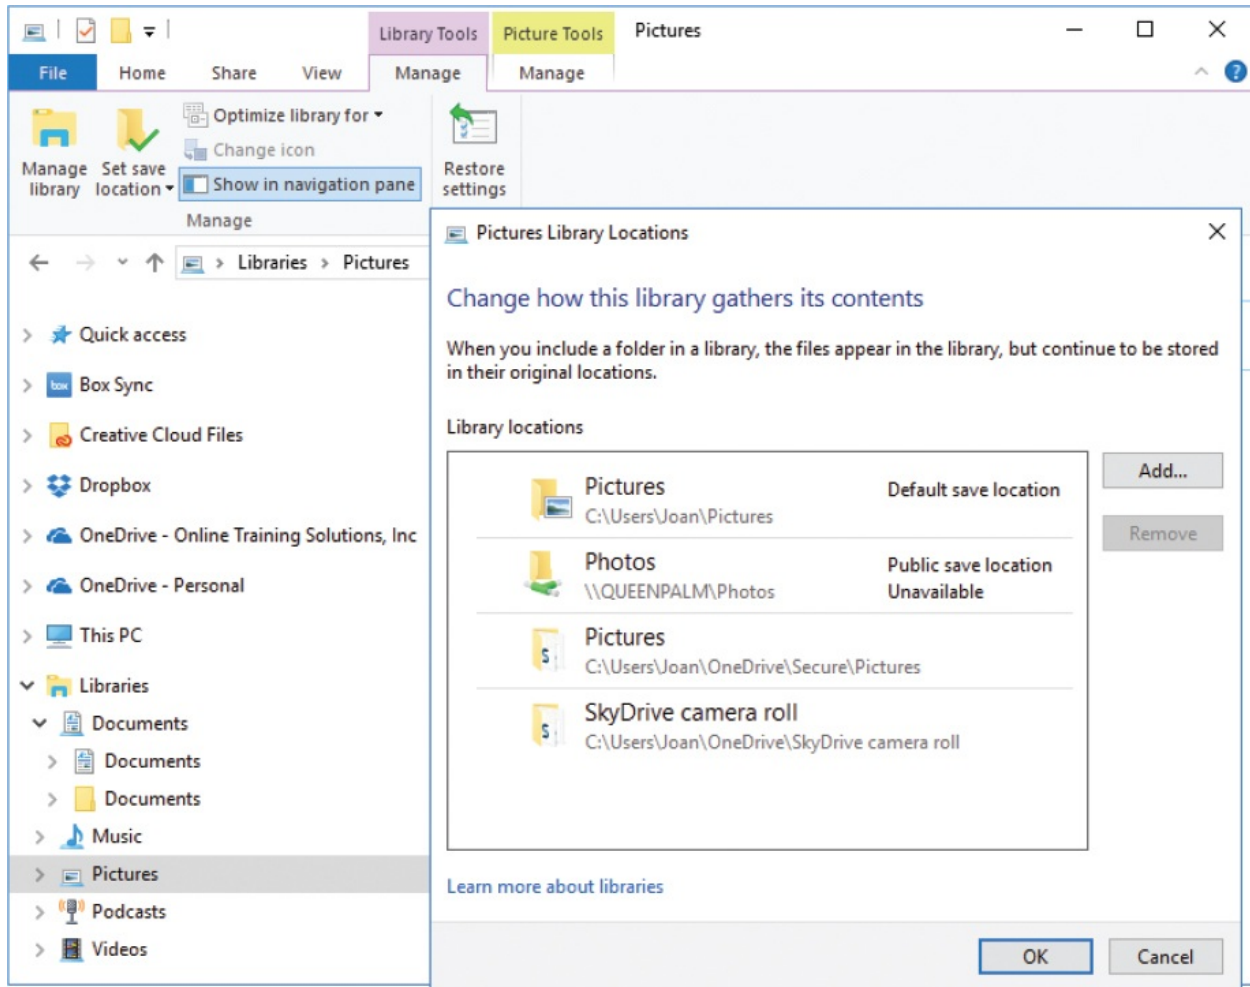 Library Tools Picture Tools Pictures
File Home Share View Manage Manage
Manage library
Set save location
Optimize library for
Change icon
Show in navigation pane
Restore settings
Manage
Libraries > Pictures
Quick access
box Box Sync
Creative Cloud Files
Dropbox
OneDrive - Online Training Solutions, Inc
OneDrive - Personal
This PC
Libraries
Documents
Documents
Documents
Music
Pictures
Podcasts
Videos
Pictures Library Locations
Change how this library gathers its contents
When you include a folder in a library, the files appear in the library, but continue to be stored
in their original locations.
Library locations
Pictures Default save location
C:\Users\Joan\Pictures
Photos Public save location
\\QUEENPALM\Photos Unavailable
Pictures
C:\Users\Joan\OneDrive\Secure\Pictures
SkyDrive camera roll
C:\Users\Joan\OneDrive\SkyDrive camera roll
Add...
Remove
Learn more about libraries
OK Cancel